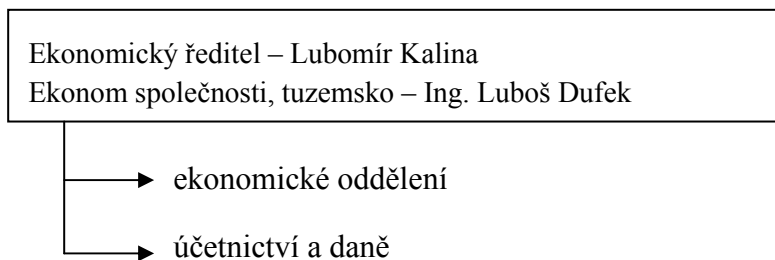 Ekonomický ředitel – Lubomír Kalina
Ekonom společnosti, tuzemsko – Ing. Luboš Dufek
ekonomické oddělení
účetnictví a daně